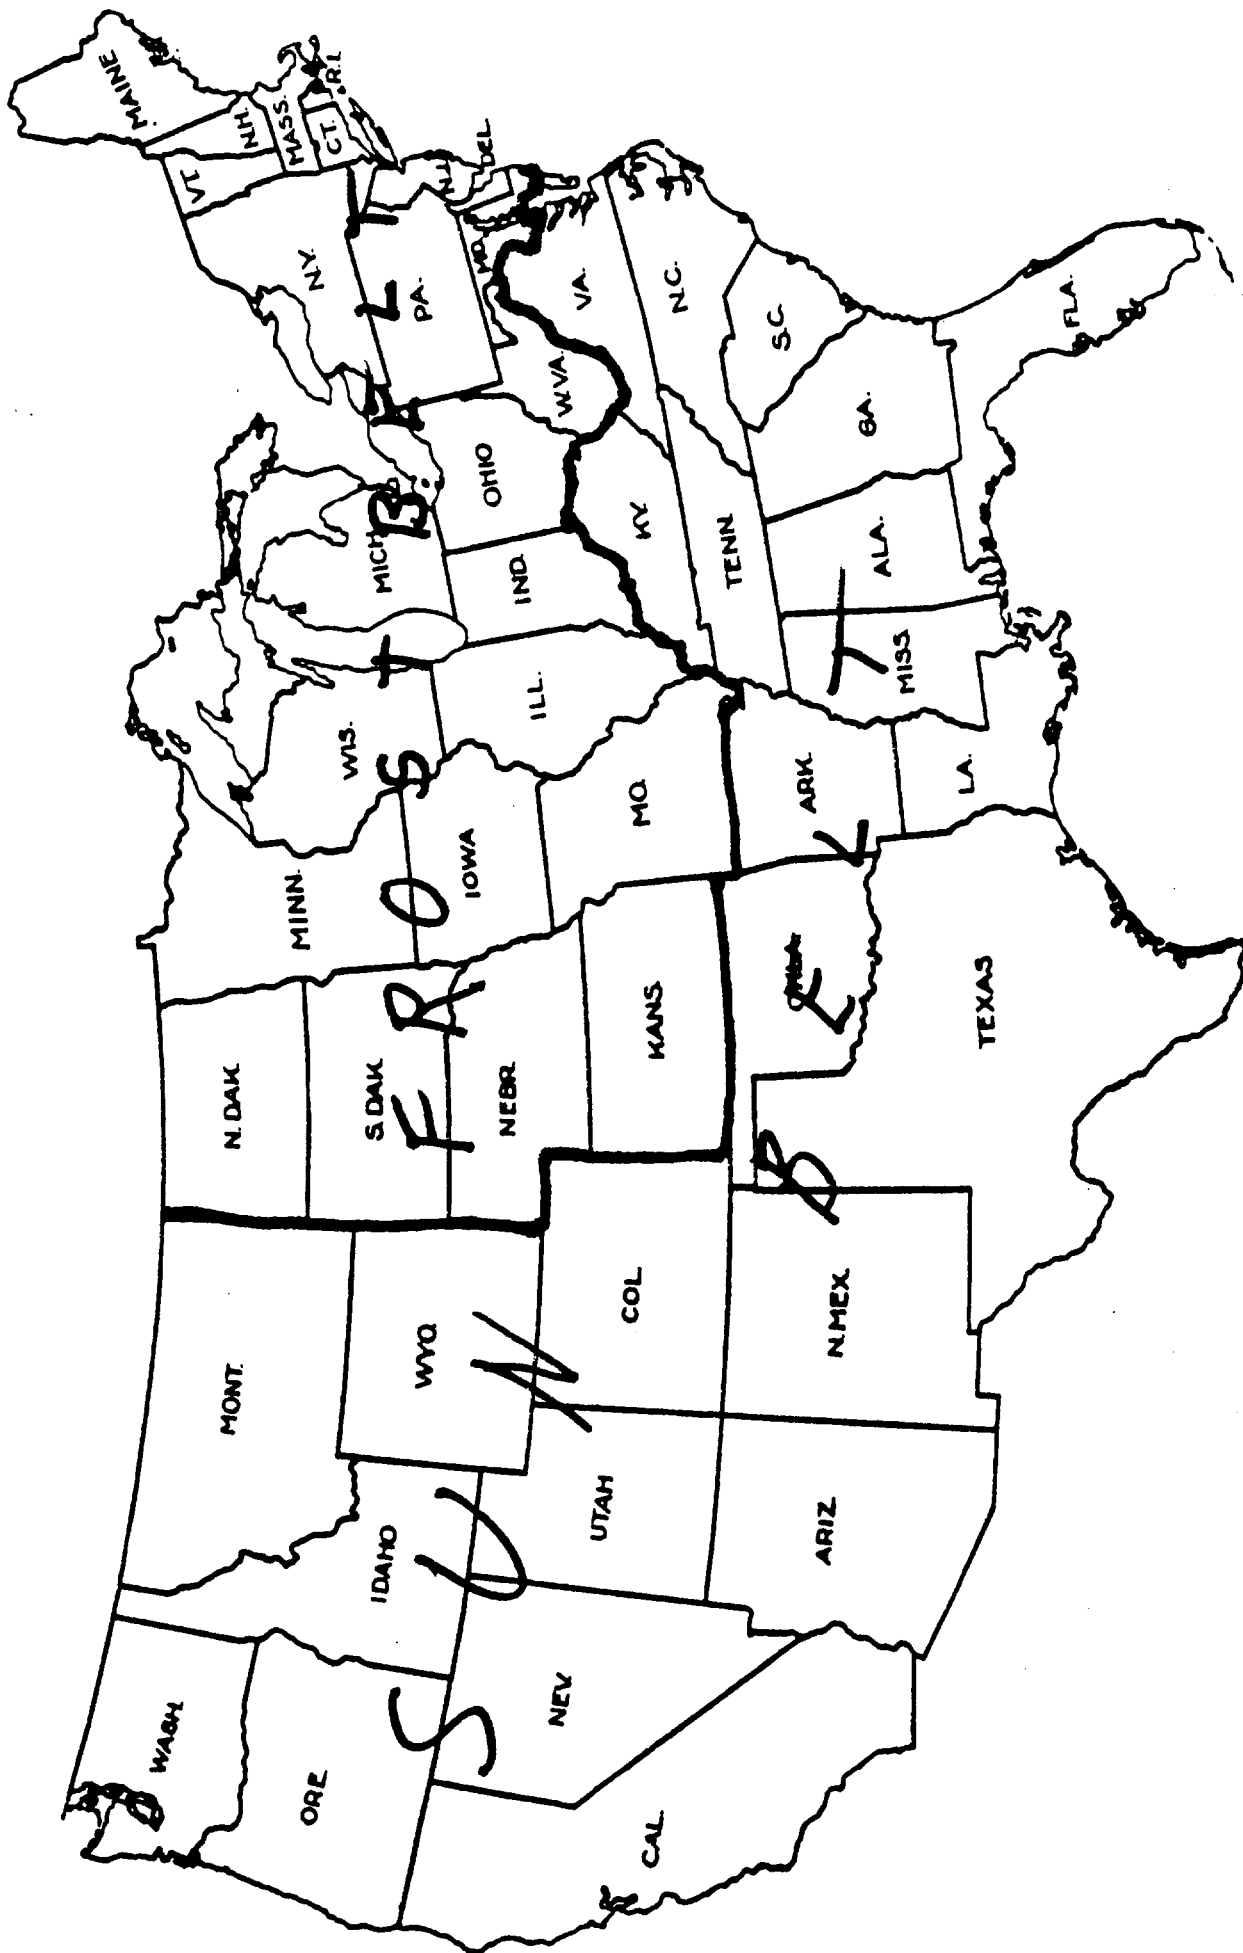 WASH.
ORE.
CAL.
NEV.
IDAHO
MONT.
WYO.
UTAH
COL.
ARIZ.
N.MEX.
N.DAK.
S.DAK.
NEBR.
KANS.
OKLA.
TEXAS
MINN.
IOWA
MO.
ARK.
LA.
WIS.
ILL.
MICH.
IND.
OHIO
KY.
TENN.
MISS.
ALA.
GA.
FLA.
S.C.
N.C.
VA.
W.VA.
MD.
DEL.
N.J.
PA.
N.Y.
VT.
N.H.
MAINE
MASS.
CT.
R.I.
FROST BELT
SUN BELT